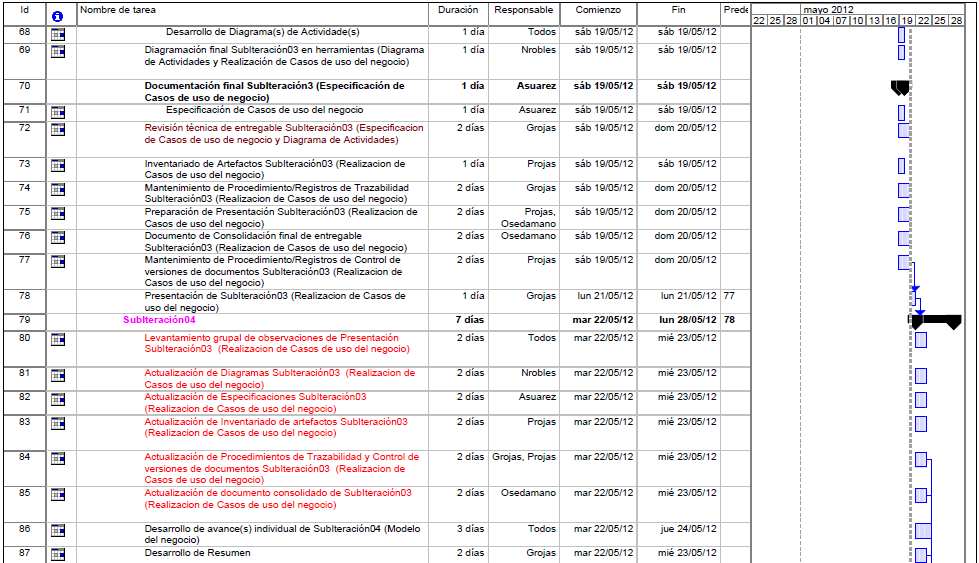 Id Nombre de tarea Duración Responsable Comienzo Fin Prede mayo 2012
22 25 28 01 04 07 10 13 16 19 22 25 28
68 Desarrollo de Diagrama(s) de Actividade(s) 1 día Todos sáb 19/05/12 sáb 19/05/12
69 Diagramación final SubIteración03 en herramientas (Diagrama 1 día Nrobles sáb 19/05/12 sáb 19/05/12
de Actividades y Realización de Casos de uso del negocio)
70 Documentación final SubIteración3 (Especificación de 1 día Asuarez sáb 19/05/12 sáb 19/05/12
Casos de uso de negocio)
71 Especificación de Casos de uso del negocio 1 día Asuarez sáb 19/05/12 sáb 19/05/12
72 Revisión técnica de entregable SubIteración03 (Especificacion 2 días Grojas sáb 19/05/12 dom 20/05/12
de Casos de uso de negocio y Diagrama de Actividades)
73 Inventariado de Artefactos SubIteración03 (Realizacion de 1 día Projas sáb 19/05/12 sáb 19/05/12
Casos de uso del negocio)
74 Mantenimiento de Procedimiento/Registros de Trazabilidad 2 días Grojas sáb 19/05/12 dom 20/05/12
SubIteración03 (Realizacion de Casos de uso del negocio)
75 Preparación de Presentación SubIteración03 (Realizacion de 2 días Projas, sáb 19/05/12 dom 20/05/12
Casos de uso del negocio) Osedamano
76 Documento de Consolidación final de entregable 2 días Osedamano sáb 19/05/12 dom 20/05/12
SubIteración03 (Realizacion de Casos de uso del negocio)
77 Mantenimiento de Procedimiento/Registros de Control de 2 días Projas sáb 19/05/12 dom 20/05/12
versiones de documentos SubIteración03 (Realizacion de
Casos de uso del negocio)
78 Presentación de SubIteración03 (Realizacion de Casos de 1 día Grojas lun 21/05/12 lun 21/05/12 77
uso del negocio)
79 SubIteración04 7 días mar 22/05/12 lun 28/05/12 78
80 Levantamiento grupal de observaciones de Presentación 2 días Todos mar 22/05/12 mié 23/05/12
SubIteración03 (Realizacion de Casos de uso del negocio)
81 Actualización de Diagramas SubIteración03 (Realizacion de 2 días Nrobles mar 22/05/12 mié 23/05/12
Casos de uso del negocio)
82 Actualización de Especificaciones SubIteración03 2 días Asuarez mar 22/05/12 mié 23/05/12
(Realizacion de Casos de uso del negocio)
83 Actualización de Inventariado de artefactos SubIteración03 2 días Projas mar 22/05/12 mié 23/05/12
(Realizacion de Casos de uso del negocio)
84 Actualización de Procedimientos de Trazabilidad y Control de 2 días Grojas, Projas mar 22/05/12 mié 23/05/12
versiones de documentos SubIteración03 (Realizacion de
Casos de uso del negocio)
85 Actualización de documento consolidado de SubIteración03 2 días Osedamano mar 22/05/12 mié 23/05/12
(Realizacion de Casos de uso del negocio)
86 Desarrollo de avance(s) individual de SubIteración04 (Modelo 3 días Todos mar 22/05/12 jue 24/05/12
del negocio)
87 Desarrollo de Resumen 2 días Grojas mar 22/05/12 mié 23/05/12